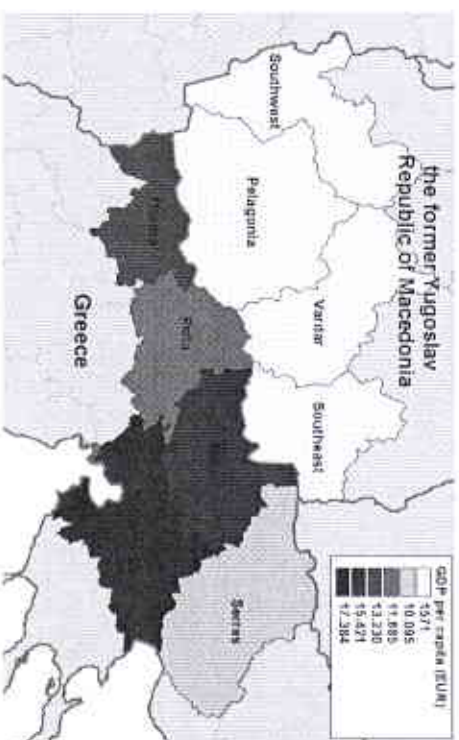 the former Yugoslav
Republic of Macedonia
GDP per capita (EUR)
1571
10.095
11.685
13.230
15.421
17.384
Southwest
Pelagonia
Vardar
Southeast
Florina
Pella
Serres
Greece